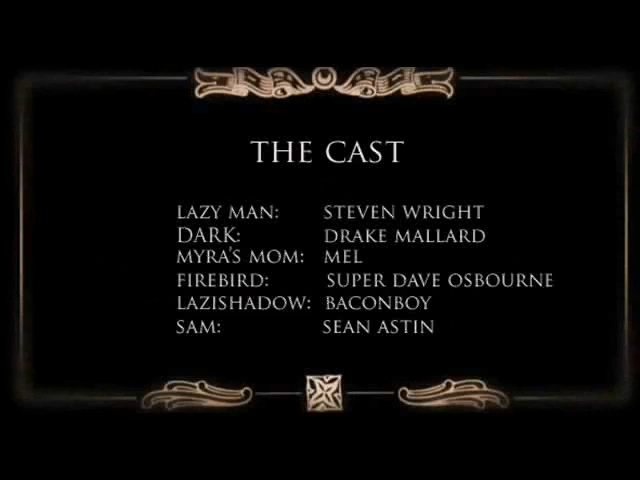 THE CAST
LAZY MAN: STEVEN WRIGHT
DARK: DRAKE MALLARD
MYRA'S MOM: MEL
FIREBIRD: SUPER DAVE OSBOURNE
LAZISHADOW: BACONBOY
SAM: SEAN ASTIN